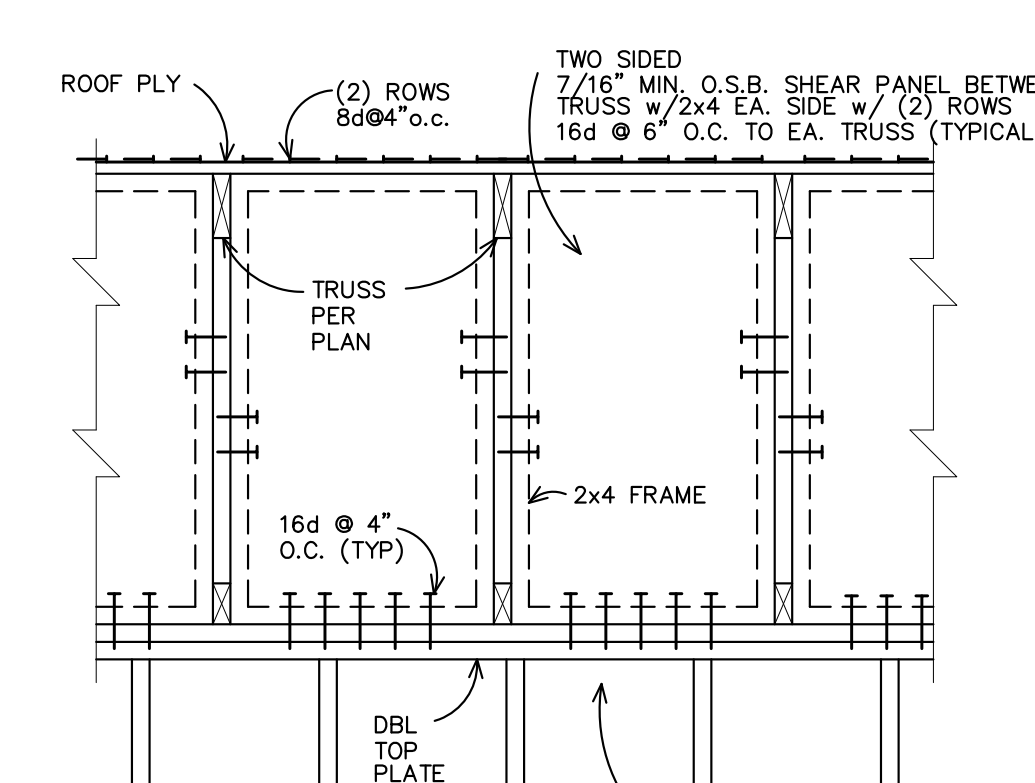 ROOF PLY
(2) ROWS
8d@4"o.c.
TWO SIDED
7/16" MIN. O.S.B. SHEAR PANEL BETWE
TRUSS w/2x4 EA. SIDE w/ (2) ROWS
16d @ 6" O.C. TO EA. TRUSS (TYPICAL
TRUSS
PER
PLAN
2x4 FRAME
16d @ 4"
O.C. (TYP)
DBL
TOP
PLATE